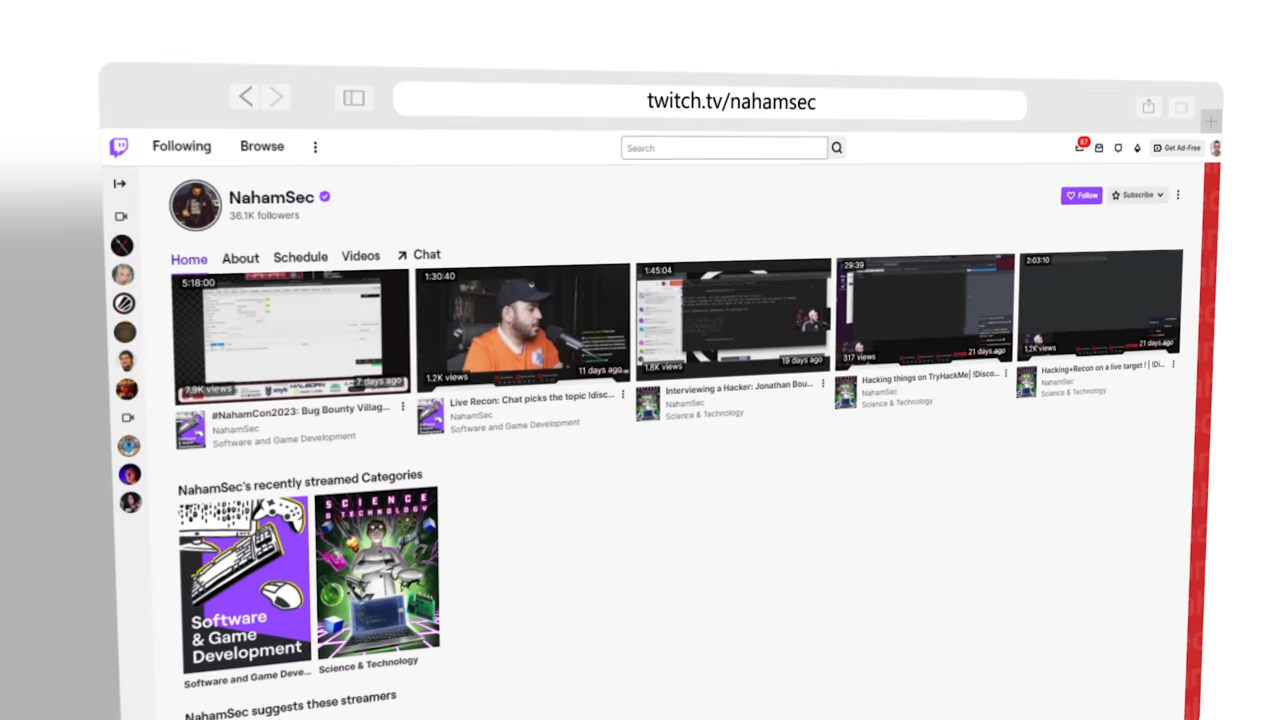 twitch.tv/nahamsec
Following
Browse
Search
87
Get Ad-Free
NahamSec
36.1K followers
Follow
Subscribe
Home
About
Schedule
Videos
Chat
5:18:00
7.9K views
7 days ago
1:30:40
1.2K views
11 days ago
1:45:04
1.8K views
19 days ago
29:39
317 views
21 days ago
2:03:10
1.2K views
21 days ago
#NahamCon2023: Bug Bounty Villag...
NahamSec
Software and Game Development
Live Recon: Chat picks the topic !disc...
NahamSec
Software and Game Development
Interviewing a Hacker: Jonathan Bou...
NahamSec
Science & Technology
Hacking things on TryHackMe| !Disco...
NahamSec
Science & Technology
Hacking+Recon on a live target ! | !Di...
NahamSec
Science & Technology
NahamSec's recently streamed Categories
Software
& Game
Development
SCIENCE
& TECHNOLOGY
Software and Game Deve...
Science & Technology
NahamSec suggests these streamers